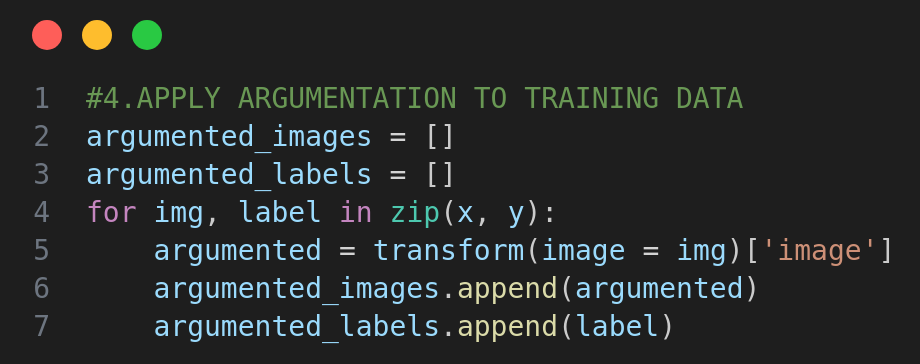 1 #4.APPLY ARGUMENTATION TO TRAINING DATA
2 argumented_images = []
3 argumented_labels = []
4 for img, label in zip(x, y):
5     argumented = transform(image = img)['image']
6     argumented_images.append(argumented)
7     argumented_labels.append(label)